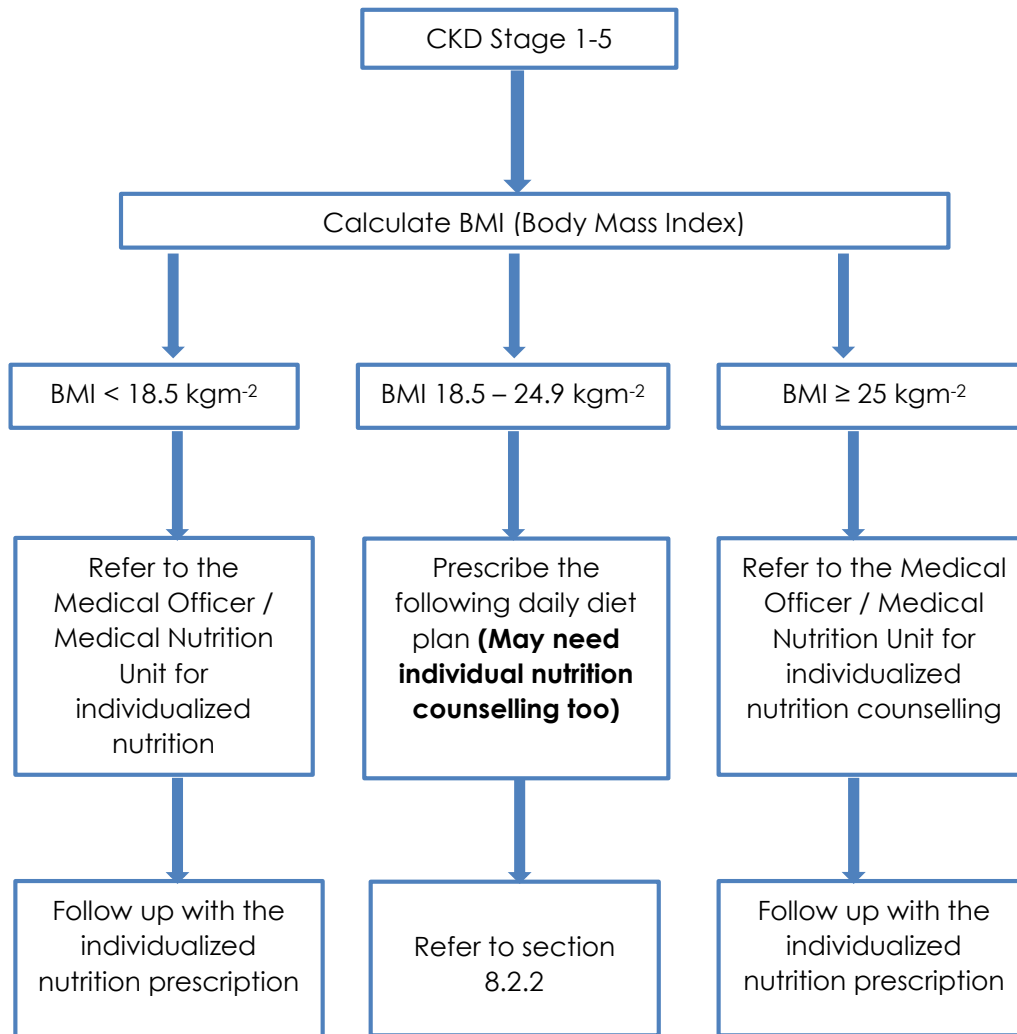 CKD Stage 1-5
Calculate BMI (Body Mass Index)
BMI < 18.5 kgm-2
BMI 18.5 – 24.9 kgm-2
BMI ≥ 25 kgm-2
Refer to the
Medical Officer /
Medical Nutrition
Unit for
individualized
nutrition
Prescribe the
following daily diet
plan (May need
individual nutrition
counselling too)
Refer to the Medical
Officer / Medical
Nutrition Unit for
individualized
nutrition counselling
Follow up with the
individualized
nutrition prescription
Refer to section
8.2.2
Follow up with the
individualized
nutrition prescription